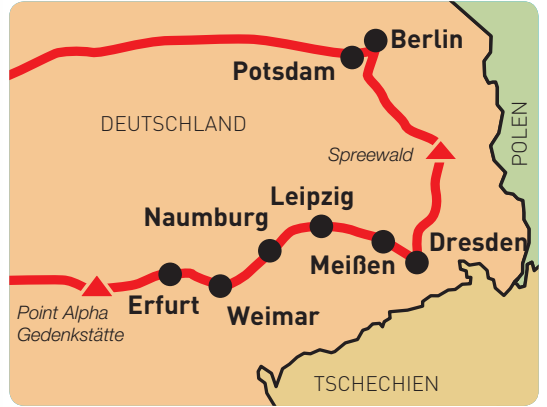 Berlin
Potsdam
DEUTSCHLAND
POLEN
Spreewald
Leipzig
Naumburg
Dresden
Meißen
Point Alpha
Gedenkstätte
Erfurt
Weimar
TSCHECHIEN